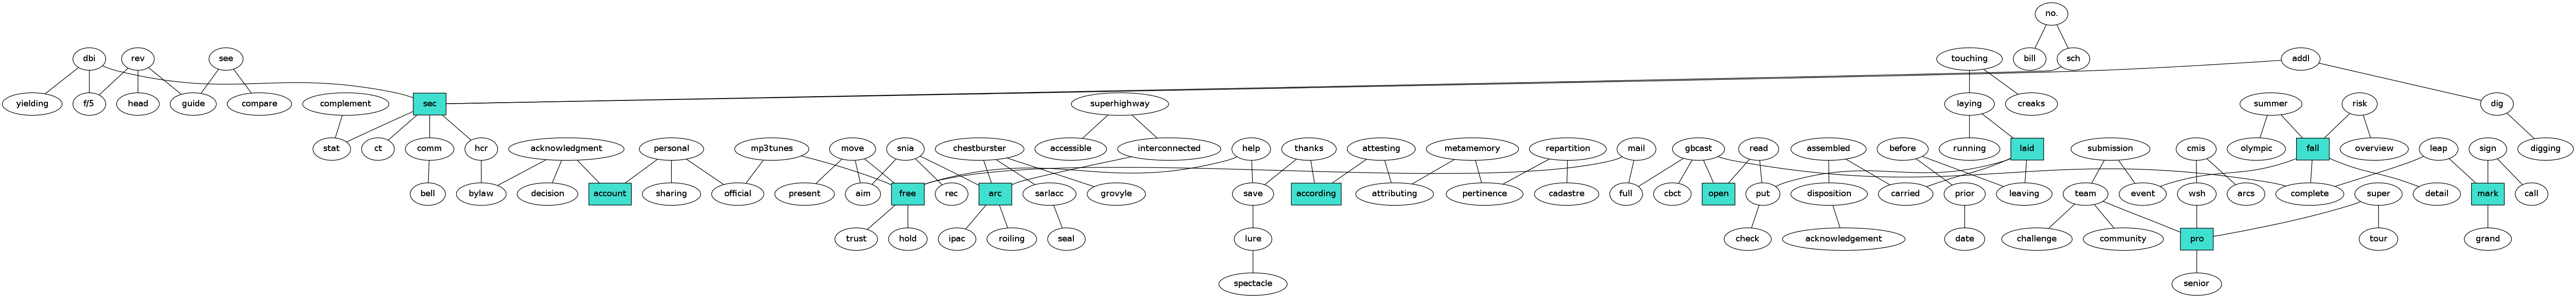 no.
dbi rev see touching bill sch addl
yielding f/5 head guide compare complement sec superhighway laying creaks summer risk dig
stat ct comm hcr acknowledgment personal mp3tunes move snia chestburster accessible interconnected help thanks attesting metamemory repartition mail gbcast read assembled before running laid submission cmis olympic fall overview leap sign digging
bell bylaw decision account sharing official present aim free rec arc sarlacc grovyle save according attributing pertinence cadastre full cbct open put disposition carried prior leaving team event wsh arcs complete super detail mark call
trust hold ipac roiling seal lure check acknowledgement date challenge community pro tour grand
spectacle senior